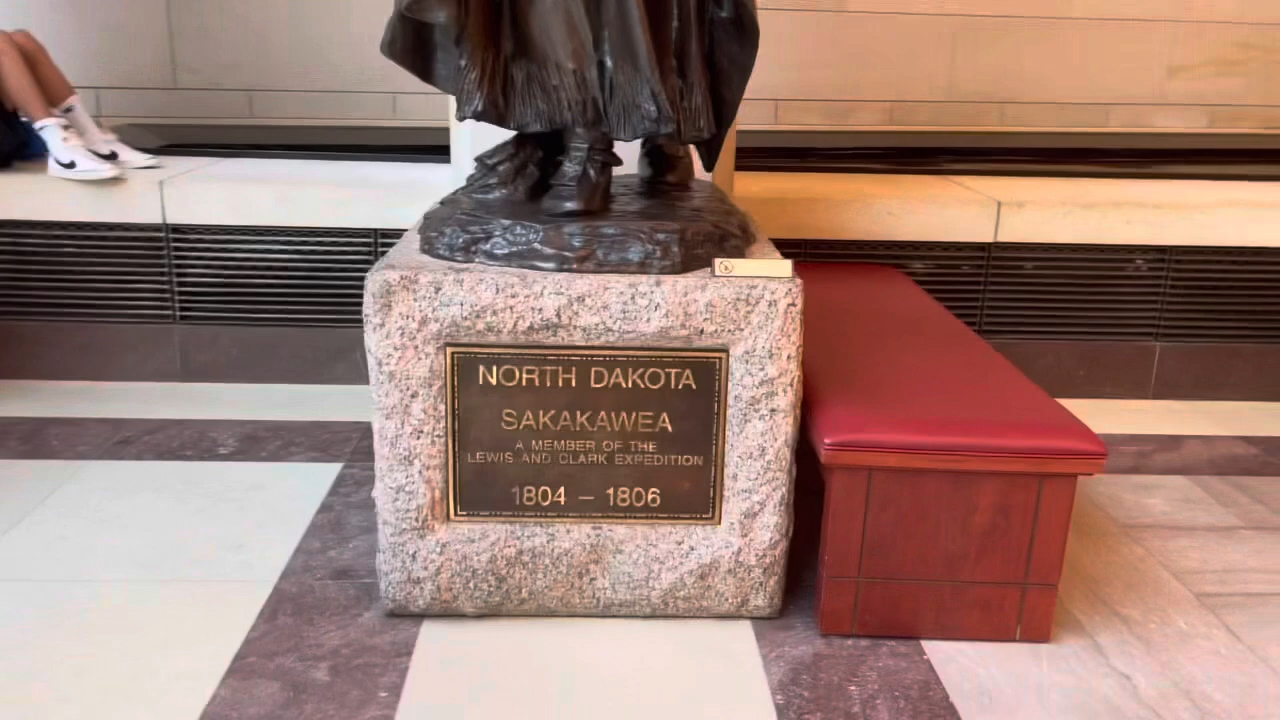 NORTH DAKOTA
SAKAKAWEA
A MEMBER OF THE
LEWIS AND CLARK EXPEDITION
1804 – 1806